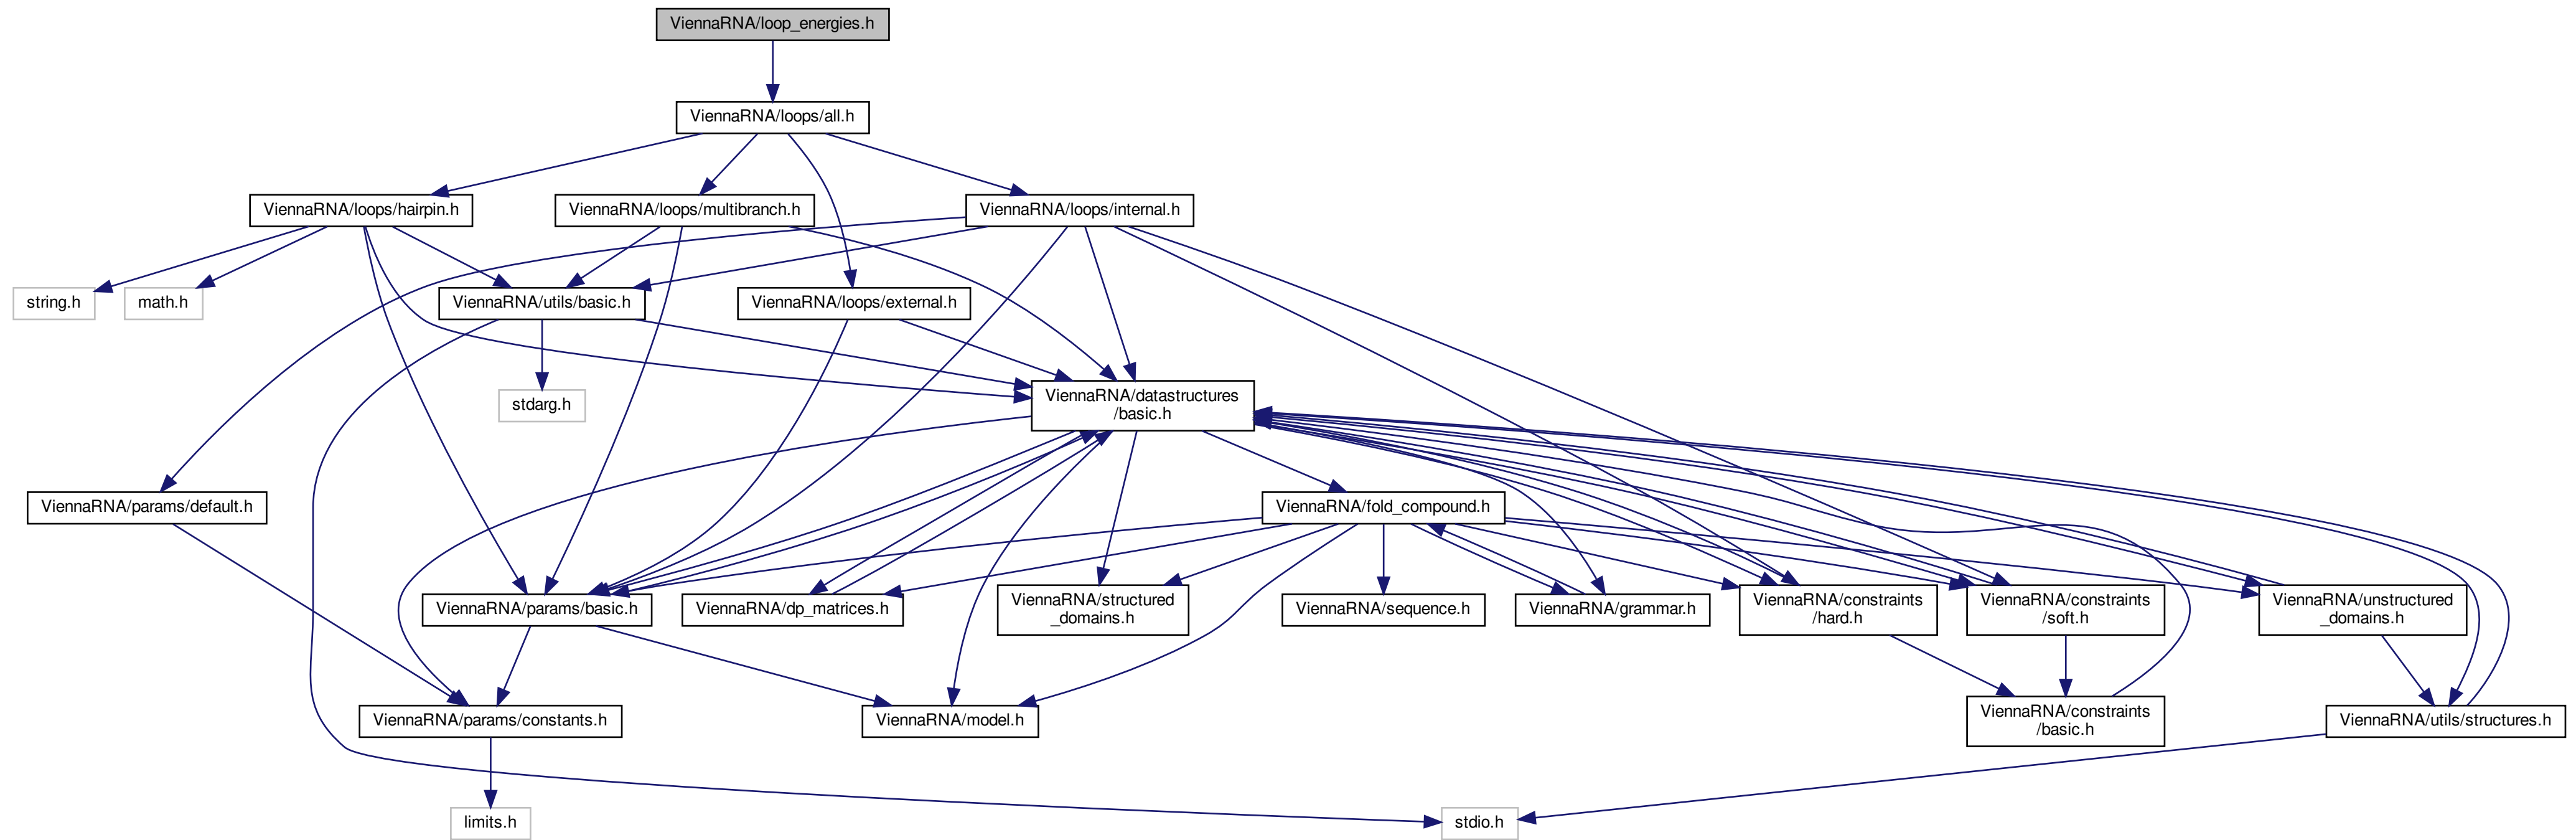 ViennaRNA/loop_energies.h
ViennaRNA/loops/all.h
ViennaRNA/loops/hairpin.h
ViennaRNA/loops/multibranch.h
ViennaRNA/loops/internal.h
string.h
math.h
ViennaRNA/utils/basic.h
ViennaRNA/loops/external.h
stdarg.h
ViennaRNA/datastructures
/basic.h
ViennaRNA/params/default.h
ViennaRNA/fold_compound.h
ViennaRNA/params/basic.h
ViennaRNA/dp_matrices.h
ViennaRNA/structured
_domains.h
ViennaRNA/sequence.h
ViennaRNA/grammar.h
ViennaRNA/constraints
/hard.h
ViennaRNA/constraints
/soft.h
ViennaRNA/unstructured
_domains.h
ViennaRNA/params/constants.h
ViennaRNA/model.h
ViennaRNA/constraints
/basic.h
ViennaRNA/utils/structures.h
limits.h
stdio.h